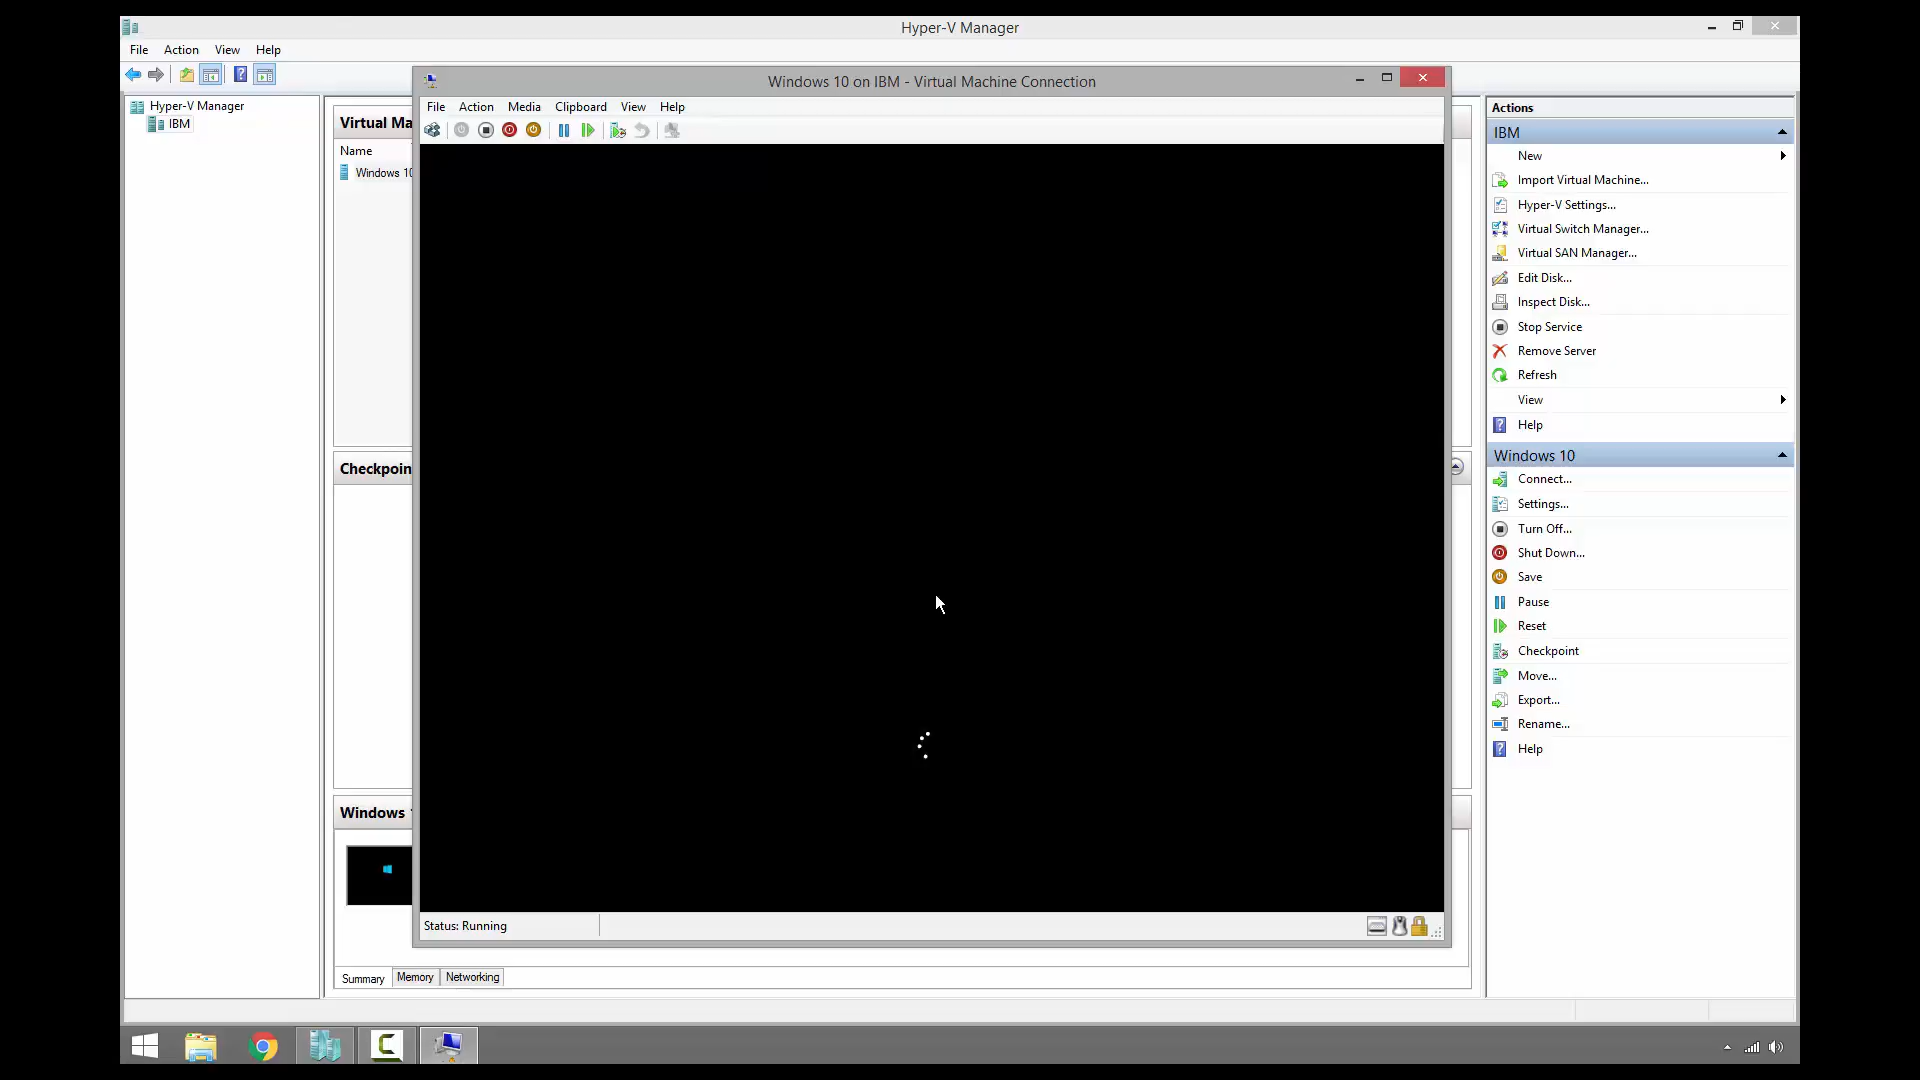 Hyper-V Manager
File Action View Help
Hyper-V Manager
IBM
Virtual Ma
Name
Windows 10
Checkpoin
Windows
Summary Memory Networking
Windows 10 on IBM - Virtual Machine Connection
File Action Media Clipboard View Help
Status: Running
Actions
IBM
New
Import Virtual Machine...
Hyper-V Settings...
Virtual Switch Manager...
Virtual SAN Manager...
Edit Disk...
Inspect Disk...
Stop Service
Remove Server
Refresh
View
Help
Windows 10
Connect...
Settings...
Turn Off...
Shut Down...
Save
Pause
Reset
Checkpoint
Move...
Export...
Rename...
Help